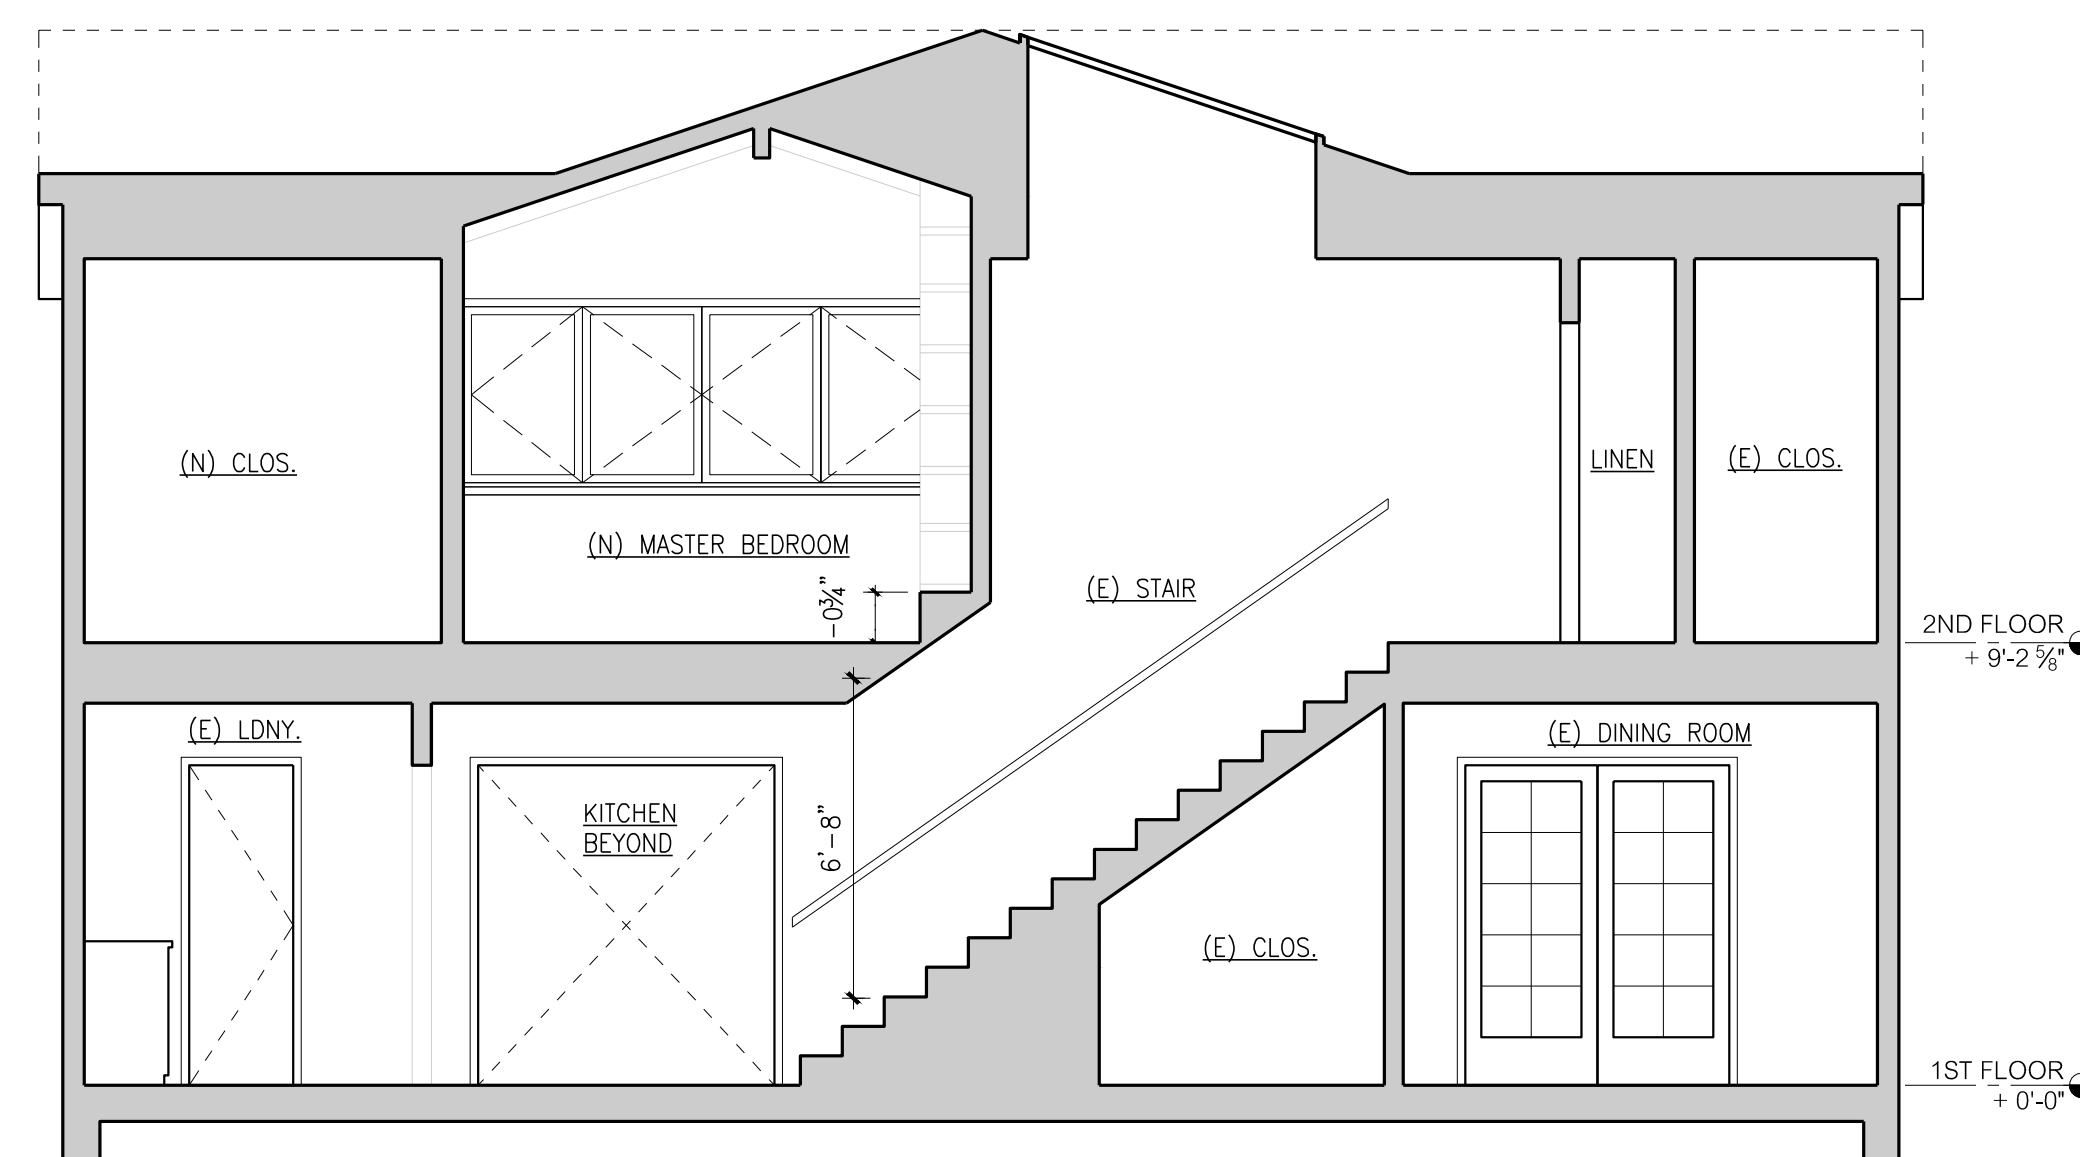 (N) CLOS.
(N) MASTER BEDROOM
-0¾"
(E) STAIR
LINEN
(E) CLOS.
2ND FLOOR
+ 9'-2 ⅝"
(E) LDNY.
KITCHEN
BEYOND
6'-8"
(E) CLOS.
(E) DINING ROOM
1ST FLOOR
+ 0'-0"